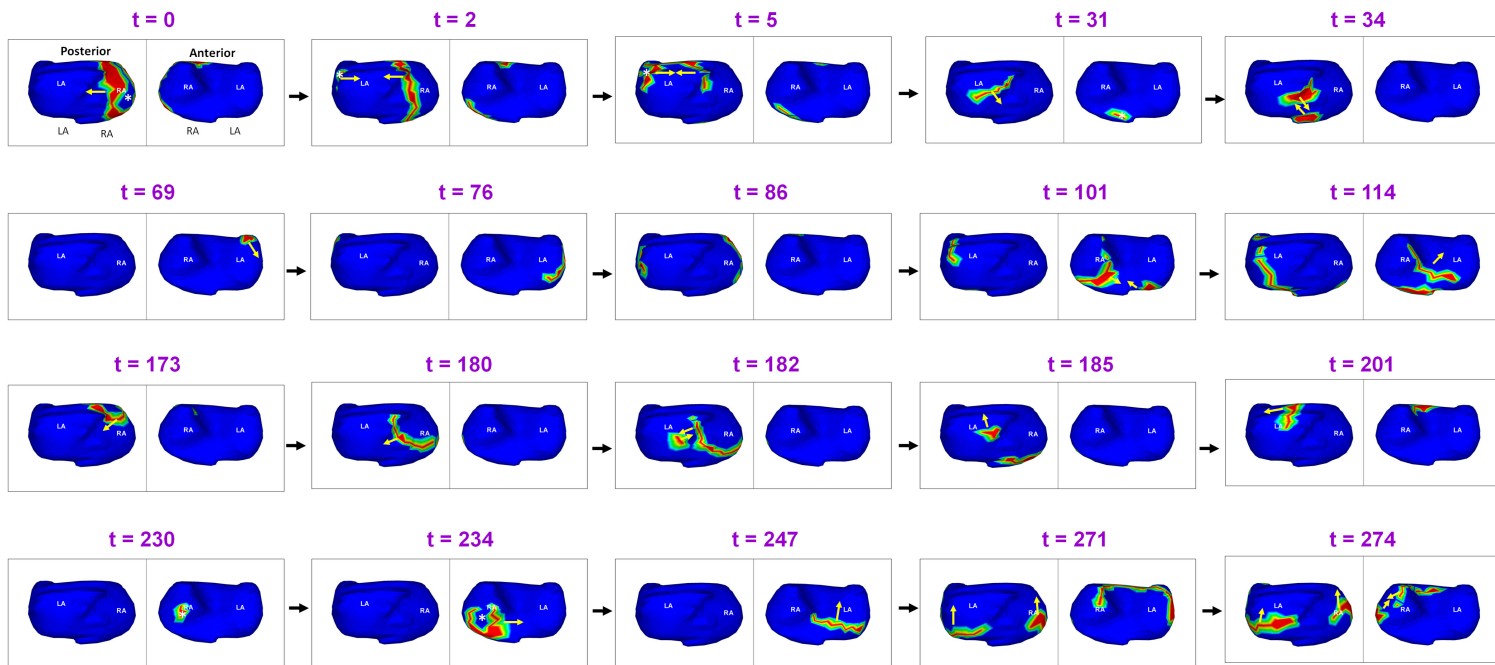 t = 0 t = 2 t = 5 t = 31 t = 34
Posterior Anterior
LA RA RA LA LA RA RA LA LA RA RA LA LA RA RA LA LA RA RA LA
* * * *
LA RA RA LA
t = 69 t = 76 t = 86 t = 101 t = 114
LA RA RA LA LA RA RA LA LA RA RA LA LA RA RA LA LA RA RA LA
t = 173 t = 180 t = 182 t = 185 t = 201
LA RA RA LA LA RA RA LA LA RA RA LA LA RA RA LA LA RA RA LA
t = 230 t = 234 t = 247 t = 271 t = 274
LA RA RA LA LA RA RA LA LA RA RA LA LA RA RA LA LA RA RA LA
* *